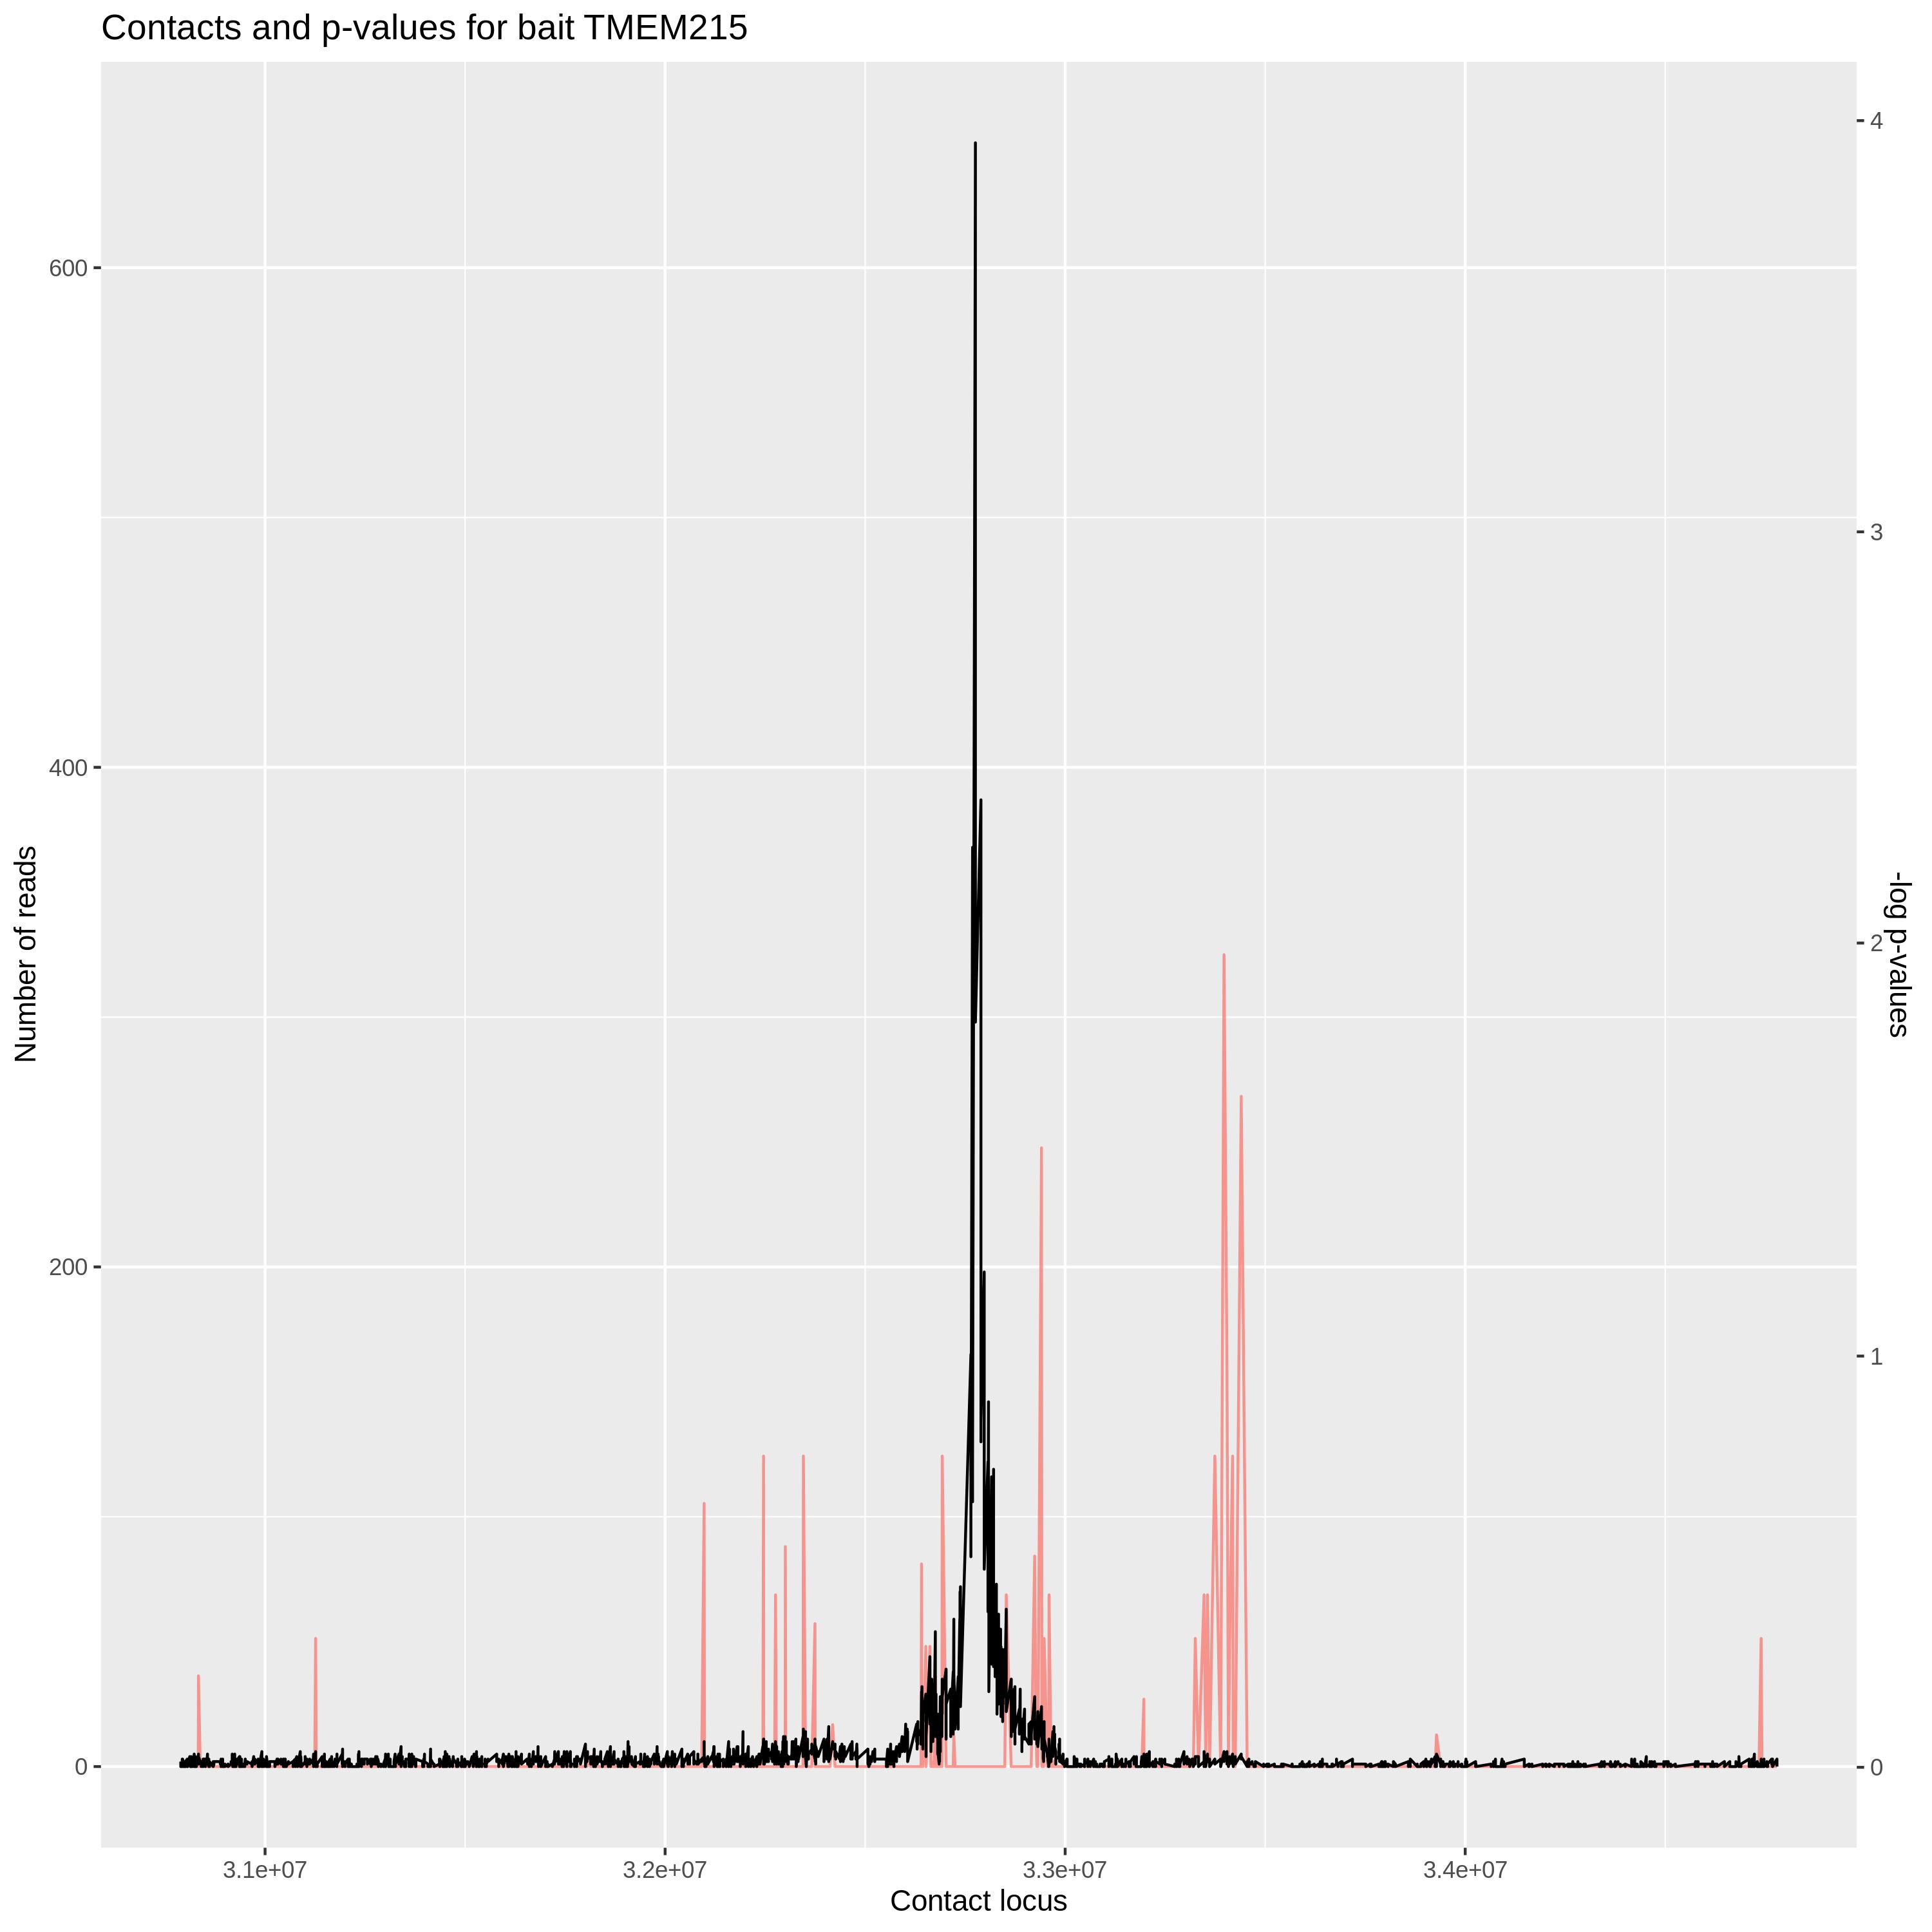 Contacts and p-values for bait TMEM215
Number of reads
600
400
200
0
4
3
2
1
0
-log p-values
3.1e+07
3.2e+07
3.3e+07
3.4e+07
Contact locus